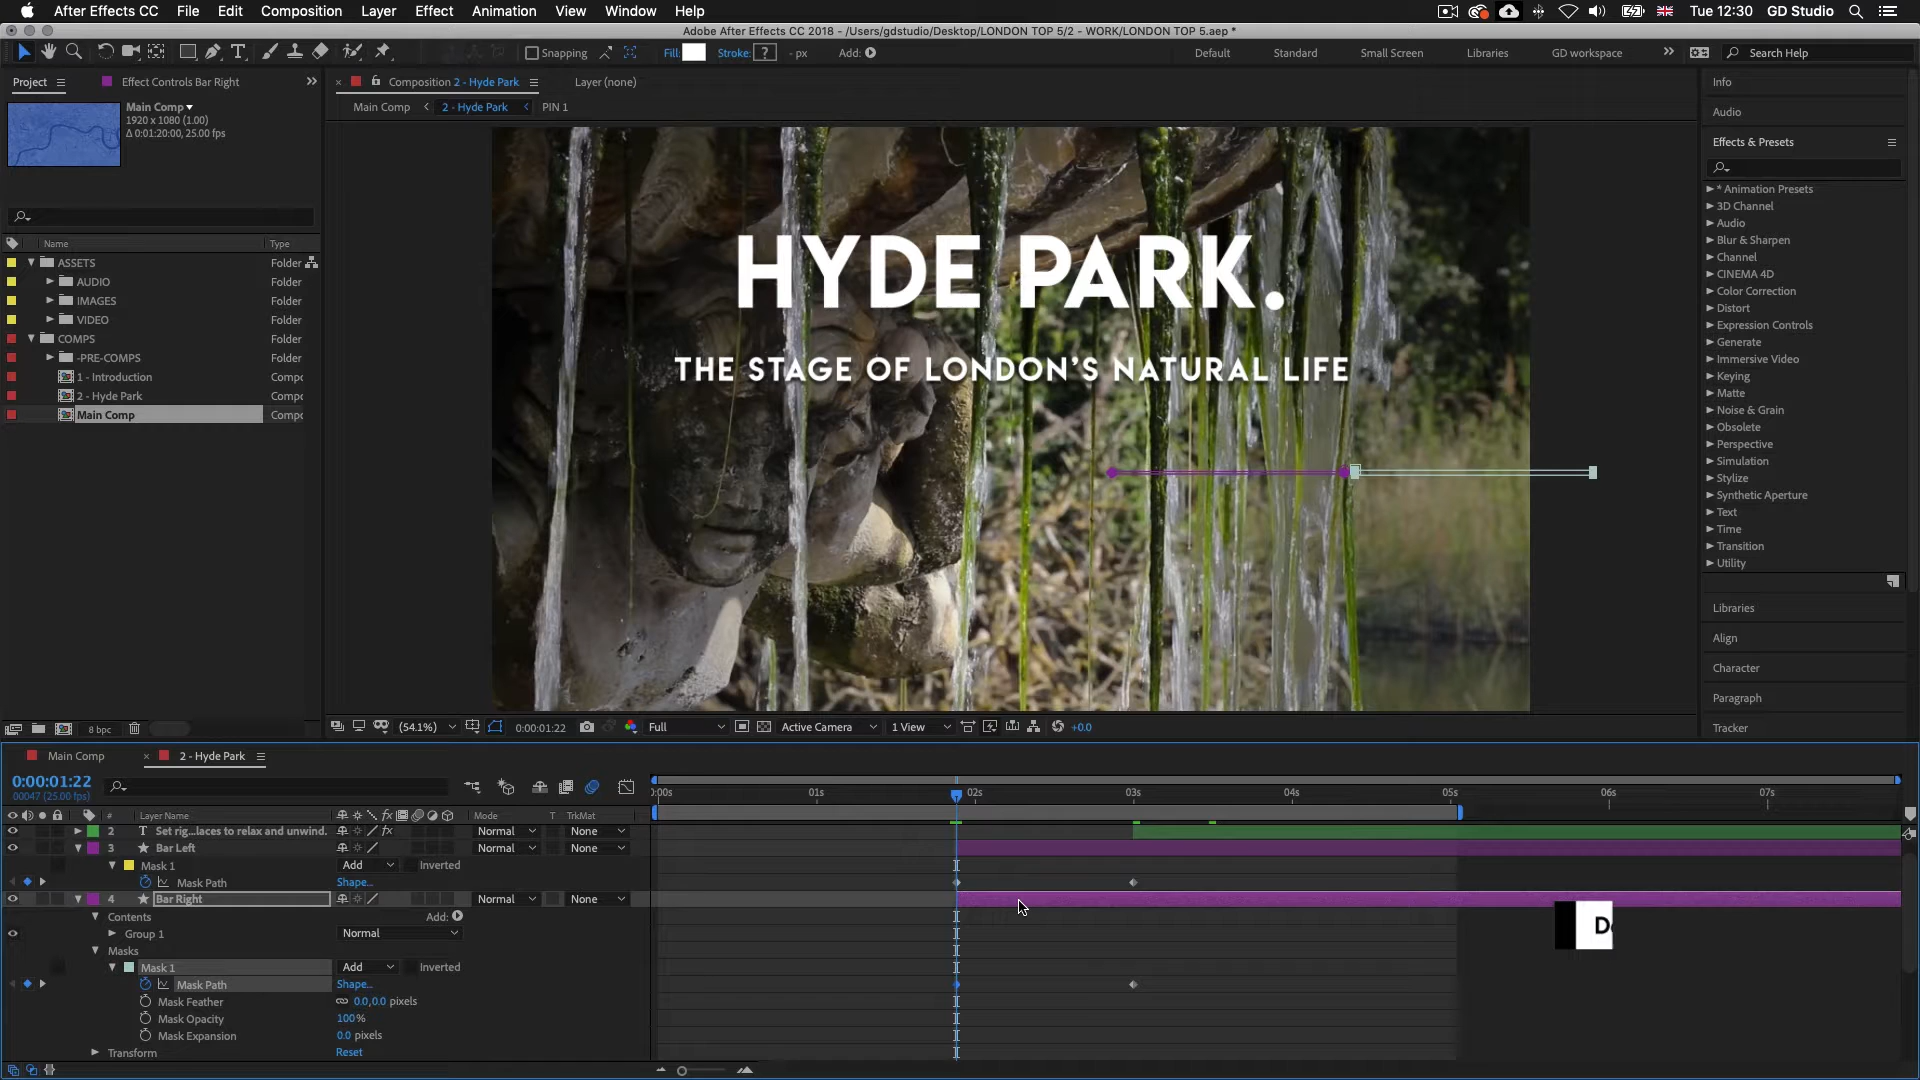 After Effects CC File Edit Composition Layer Effect Animation View Window Help Tue 12:30 GD Studio
Adobe After Effects CC 2018 - /Users/gdstudio/Desktop/LONDON TOP 5/2 - WORK/LONDON TOP 5.aep *
Snapping Fill: Stroke: ? - px Add: Default Standard Small Screen Libraries GD workspace Search Help
Project Effect Controls Bar Right Composition 2 - Hyde Park Layer (none) Info
Main Comp
1920 x 1080 (1.00)
Δ 0:01:20:00, 25.00 fps
Main Comp 2 - Hyde Park PIN 1
Audio
Effects & Presets
Name Type
ASSETS Folder
AUDIO Folder
IMAGES Folder
VIDEO Folder
COMPS Folder
-PRE-COMPS Folder
1 - Introduction Compo
2 - Hyde Park Compo
Main Comp Compo
HYDE PARK.
THE STAGE OF LONDON'S NATURAL LIFE
* Animation Presets
3D Channel
Audio
Blur & Sharpen
Channel
CINEMA 4D
Color Correction
Distort
Expression Controls
Generate
Immersive Video
Keying
Matte
Noise & Grain
Obsolete
Perspective
Simulation
Stylize
Synthetic Aperture
Text
Time
Transition
Utility
Libraries
Align
Character
Paragraph
Tracker
8 bpc (54.1%) 0:00:01:22 Full Active Camera 1 View +0.0
Main Comp 2 - Hyde Park
0:00:01:22
00047 (25.00 fps)
0:00s 01s 02s 03s 04s 05s 06s 07s
# Layer Name Mode T TrkMat
2 T Set rig...laces to relax and unwind. Normal None
3 Bar Left Normal None
Mask 1 Add Inverted
Mask Path Shape...
4 Bar Right Normal None
Contents Add:
Group 1 Normal
Masks
Mask 1 Add Inverted
Mask Path Shape...
Mask Feather 0.0,0.0 pixels
Mask Opacity 100%
Mask Expansion 0.0 pixels
Transform Reset